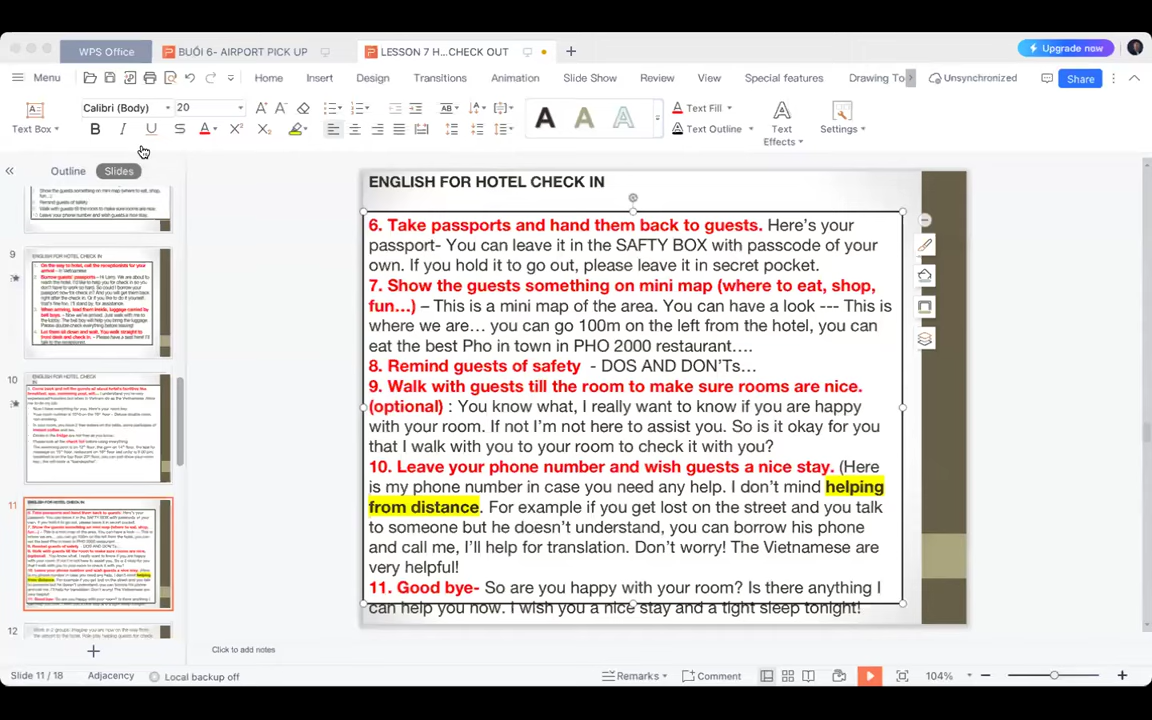 WPS Office
BUỔI 6- AIRPORT PICK UP
LESSON 7 H...CHECK OUT
Upgrade now
Menu
Home
Insert
Design
Transitions
Animation
Slide Show
Review
View
Special features
Drawing To
Unsynchronized
Share
Text Box
Calibri (Body)
20
Text Fill
Text Outline
Text Effects
Settings
Outline
Slides
9
10
11
12
ENGLISH FOR HOTEL CHECK IN
6. Take passports and hand them back to guests. Here's your
passport- You can leave it in the SAFTY BOX with passcode of your
own. If you hold it to go out, please leave it in secret pocket.
7. Show the guests something on mini map (where to eat, shop,
fun...) – This is a mini map of the area. You can have a look --- This is
where we are... you can go 100m on the left from the hotel, you can
eat the best Pho in town in PHO 2000 restaurant....
8. Remind guests of safety - DOS AND DON'Ts...
9. Walk with guests till the room to make sure rooms are nice.
(optional) : You know what, I really want to know if you are happy
with your room. If not I'm not here to assist you. So is it okay for you
that I walk with you to your room to check it with you?
10. Leave your phone number and wish guests a nice stay. (Here
is my phone number in case you need any help. I don't mind helping
from distance. For example if you get lost on the street and you talk
to someone but he doesn't understand, you can borrow his phone
and call me, I'll help for translation. Don't worry! The Vietnamese are
very helpful!
11. Good bye- So are you happy with your room? Is there anything I
can help you now. I wish you a nice stay and a tight sleep tonight!
Click to add notes
Slide 11 / 18
Adjacency
Local backup off
Remarks
Comment
104%